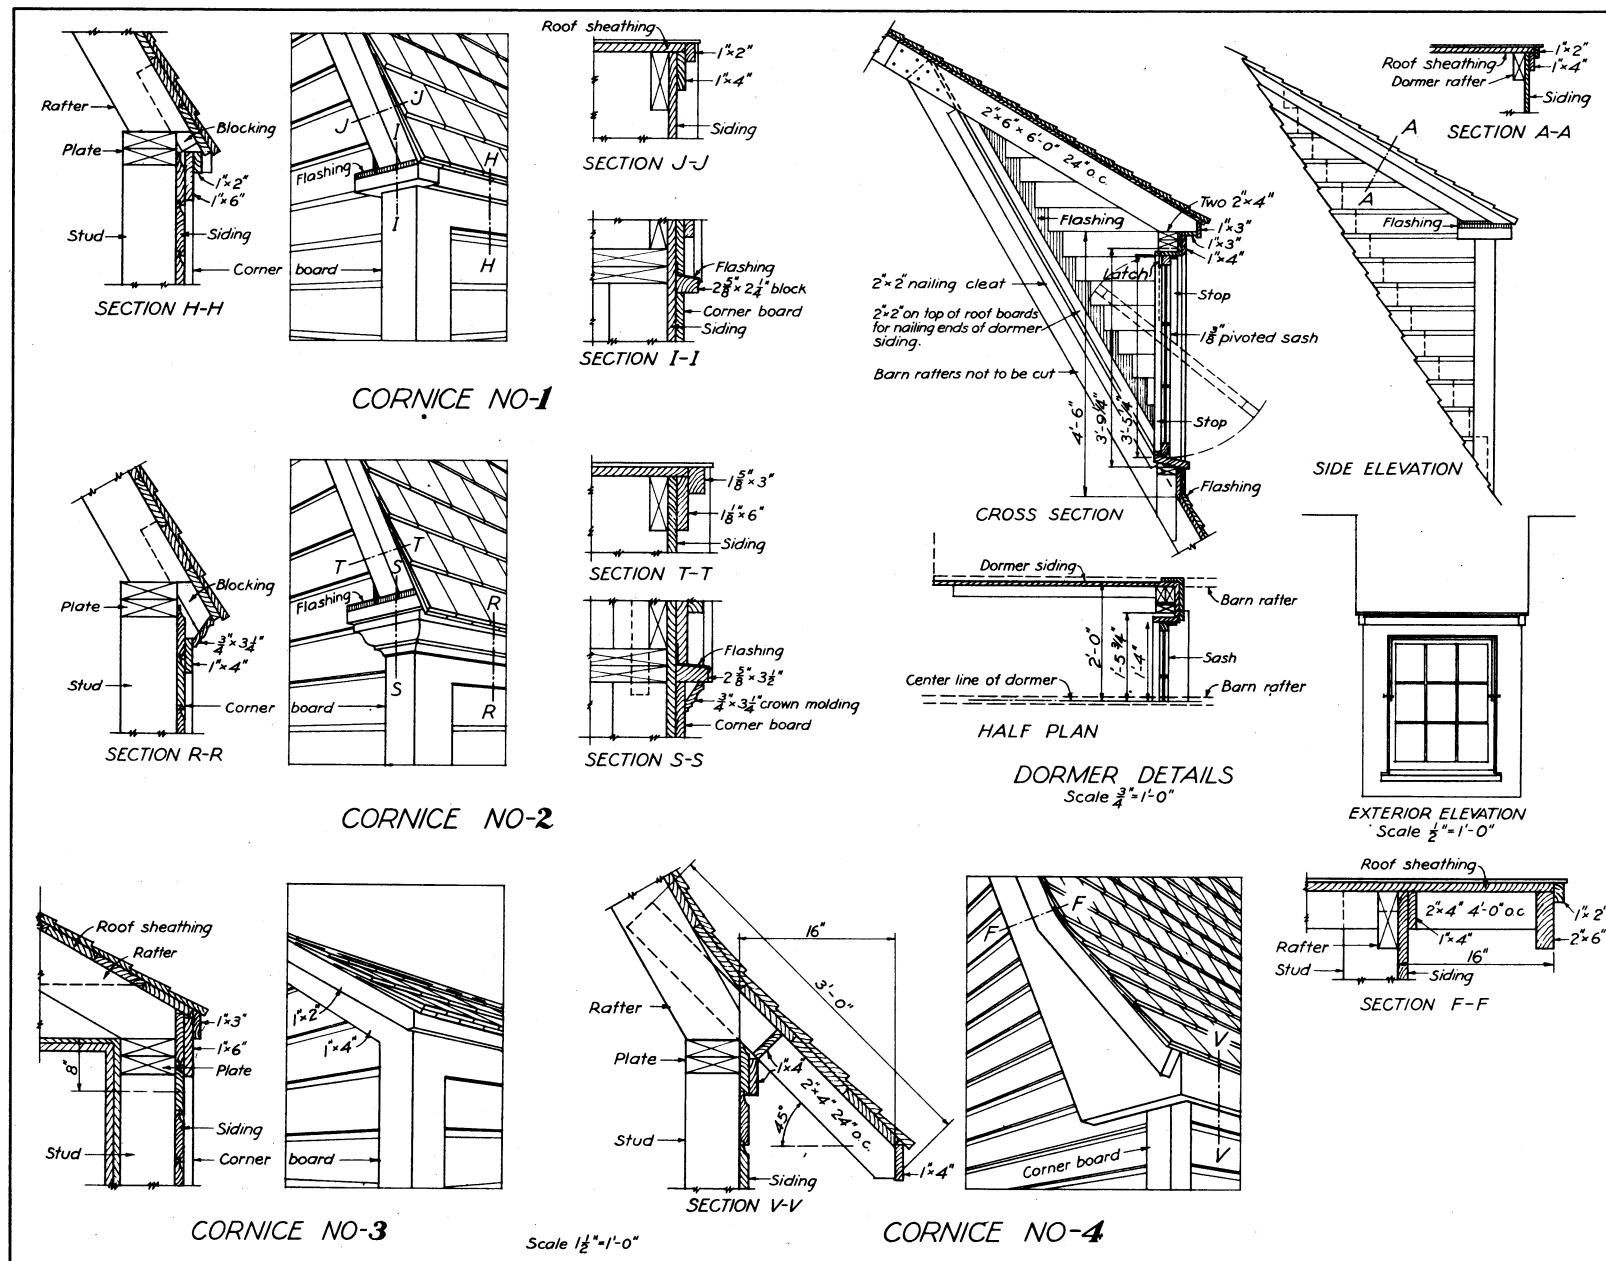 Rafter
Plate
Stud
Blocking
1"×2"
1"×6"
Siding
Corner board
SECTION H-H
J
J
I
I
H
H
Flashing
Roof sheathing
1"×2"
1"×4"
Siding
SECTION J-J
Flashing
2 5/8"×2 1/4" block
Corner board
Siding
SECTION I-I
CORNICE NO-1
2"×6"×6'-0" 24" o.c.
Flashing
Two 2"×4"
1"×3"
1"×3"
1"×4"
Latch
2"×2" nailing cleat
2"×2" on top of roof boards
for nailing ends of dormer
siding.
Barn rafters not to be cut
Stop
1 3/8" pivoted sash
Stop
4'-6"
3'-9 1/4"
3'-5 1/4"
Flashing
CROSS SECTION
A
A
Flashing
SIDE ELEVATION
Roof sheathing
Dormer rafter
1"×2"
1"×4"
Siding
SECTION A-A
Plate
Stud
Blocking
3/4"×3 1/4"
1"×4"
Corner board
SECTION R-R
T
T
S
S
R
R
Flashing
1 5/8"×3"
1 1/8"×6"
Siding
SECTION T-T
Flashing
2 5/8"×3 1/2"
3/4"×3 1/4" crown molding
Corner board
SECTION S-S
CORNICE NO-2
Dormer siding
Barn rafter
2'-0"
1'-5 3/4"
1'-4"
Sash
Center line of dormer
Barn rafter
HALF PLAN
DORMER DETAILS
Scale 3/4"=1'-0"
EXTERIOR ELEVATION
Scale 1/2"=1'-0"
Roof sheathing
Rafter
1"×3"
1"×6"
Plate
8"
Siding
Stud
Corner board
1"×2"
1"×4"
CORNICE NO-3
Scale 1 1/2"=1'-0"
16"
3'-0"
Rafter
Plate
1"×4"
2"×4" 24" o.c.
45°
Stud
Siding
1"×4"
SECTION V-V
F
F
V
V
Corner board
CORNICE NO-4
Roof sheathing
2"×4" 4'-0" o.c.
1"×4"
1"×2"
2"×6"
Rafter
Stud
16"
Siding
SECTION F-F